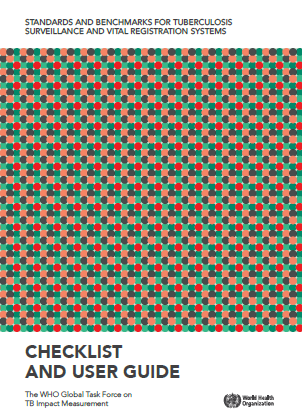 STANDARDS AND BENCHMARKS FOR TUBERCULOSIS
SURVEILLANCE AND VITAL REGISTRATION SYSTEMS
CHECKLIST
AND USER GUIDE
The WHO Global Task Force on
TB Impact Measurement
World Health
Organization